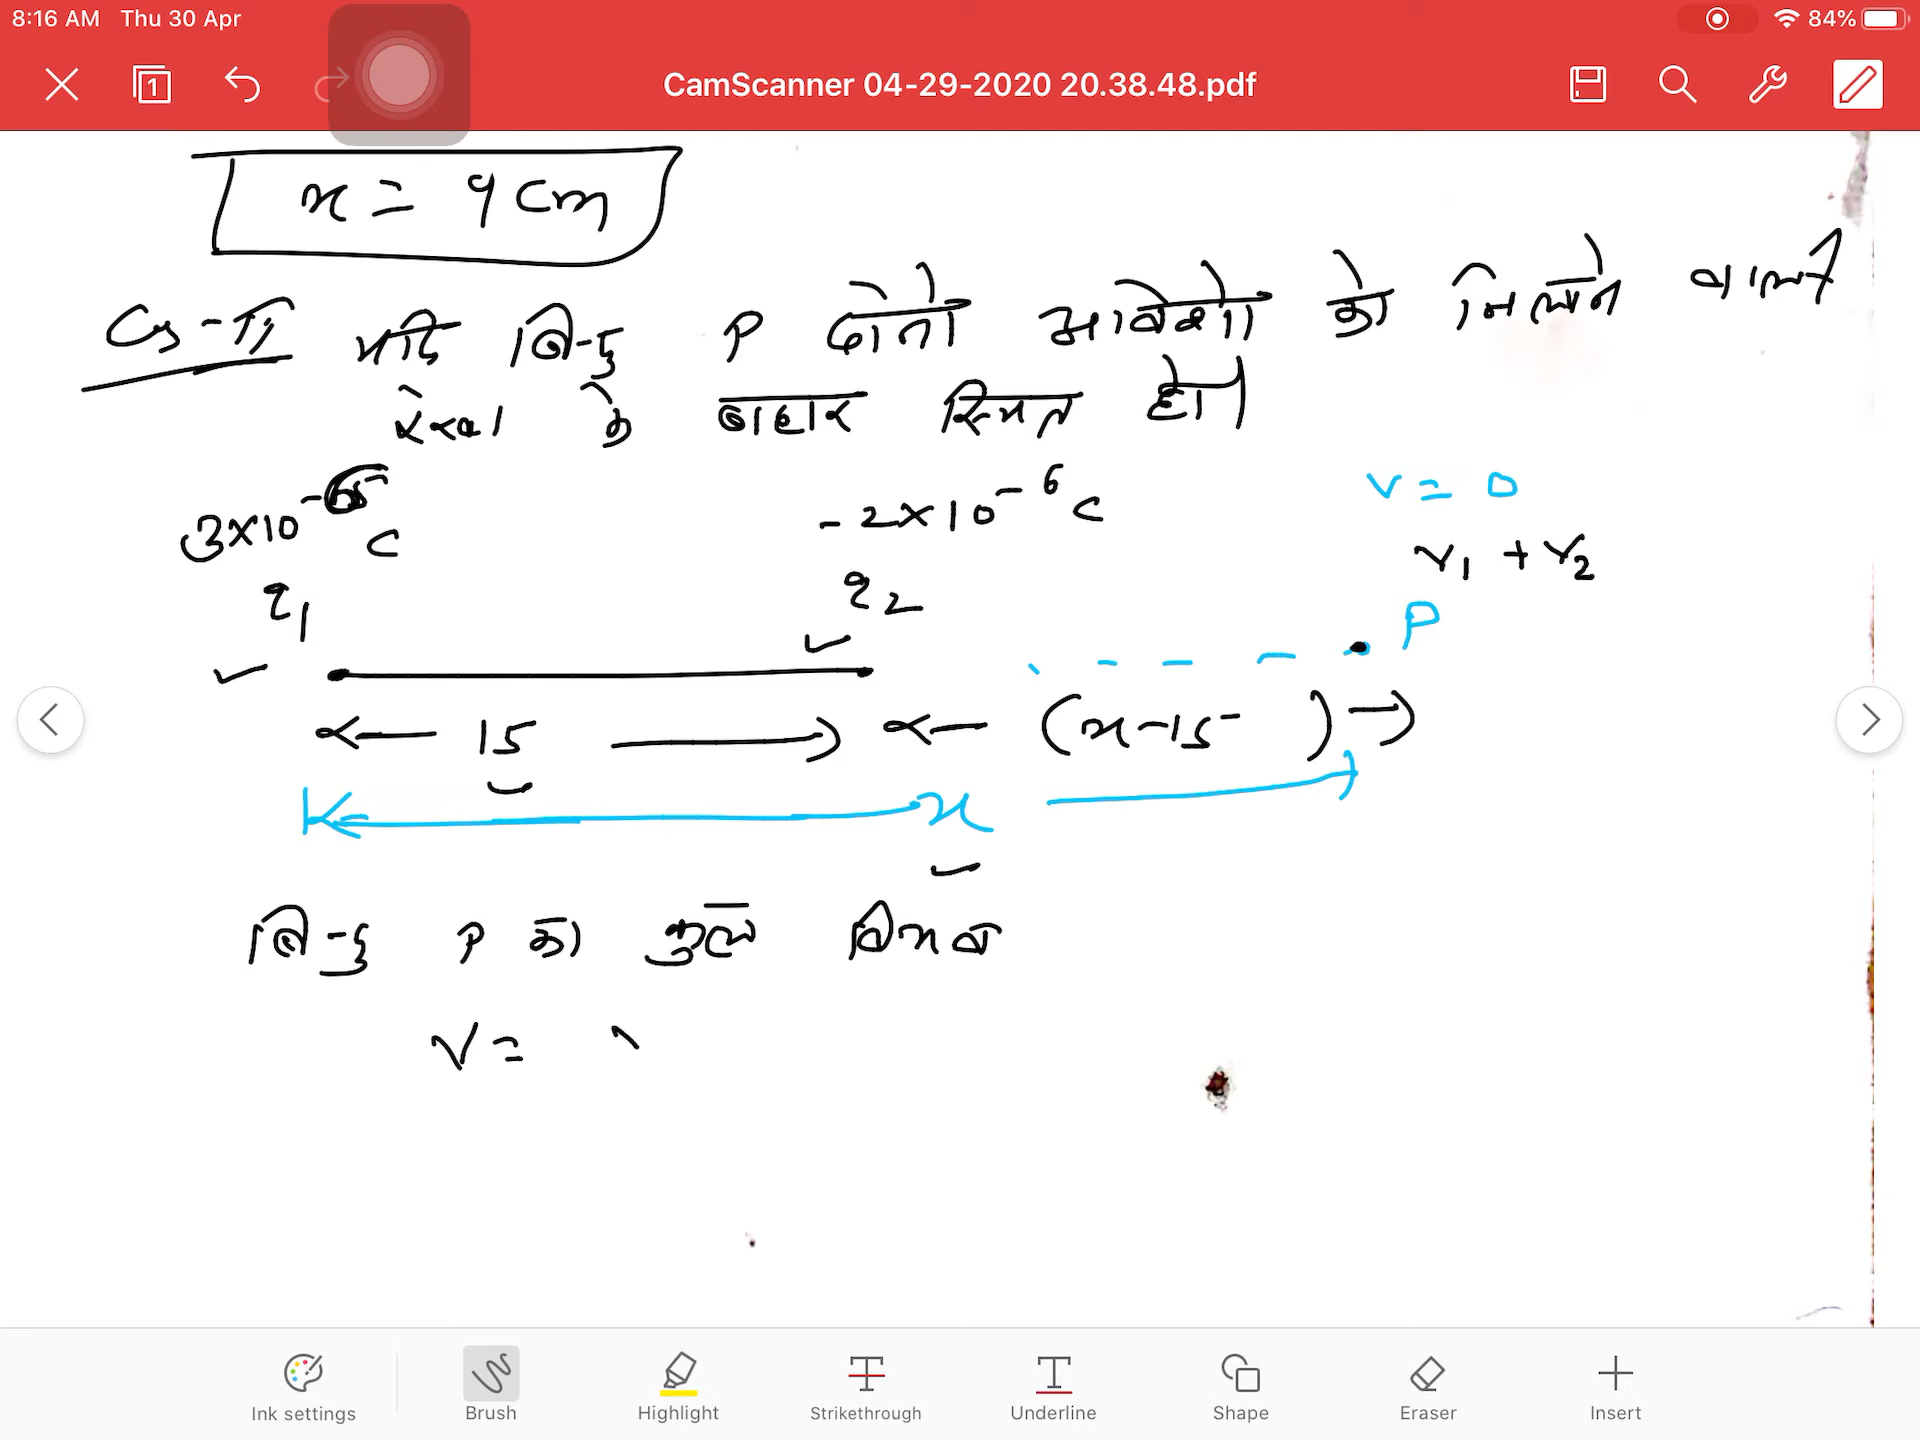 8:16 AM Thu 30 Apr 84%
1 CamScanner 04-29-2020 20.38.48.pdf
x = 9 cm
Cs-II यदि बिन्दु P दोनो आवेशो को मिलाने वाली
रेखा के बाहर स्थित हो।
3×10⁻⁶ C -2×10⁻⁶ C V = 0
V₁ + V₂
q₁ q₂ P
15 (x-15)
x
बिन्दु P का कुल विभव
V =
Ink settings Brush Highlight Strikethrough Underline Shape Eraser Insert